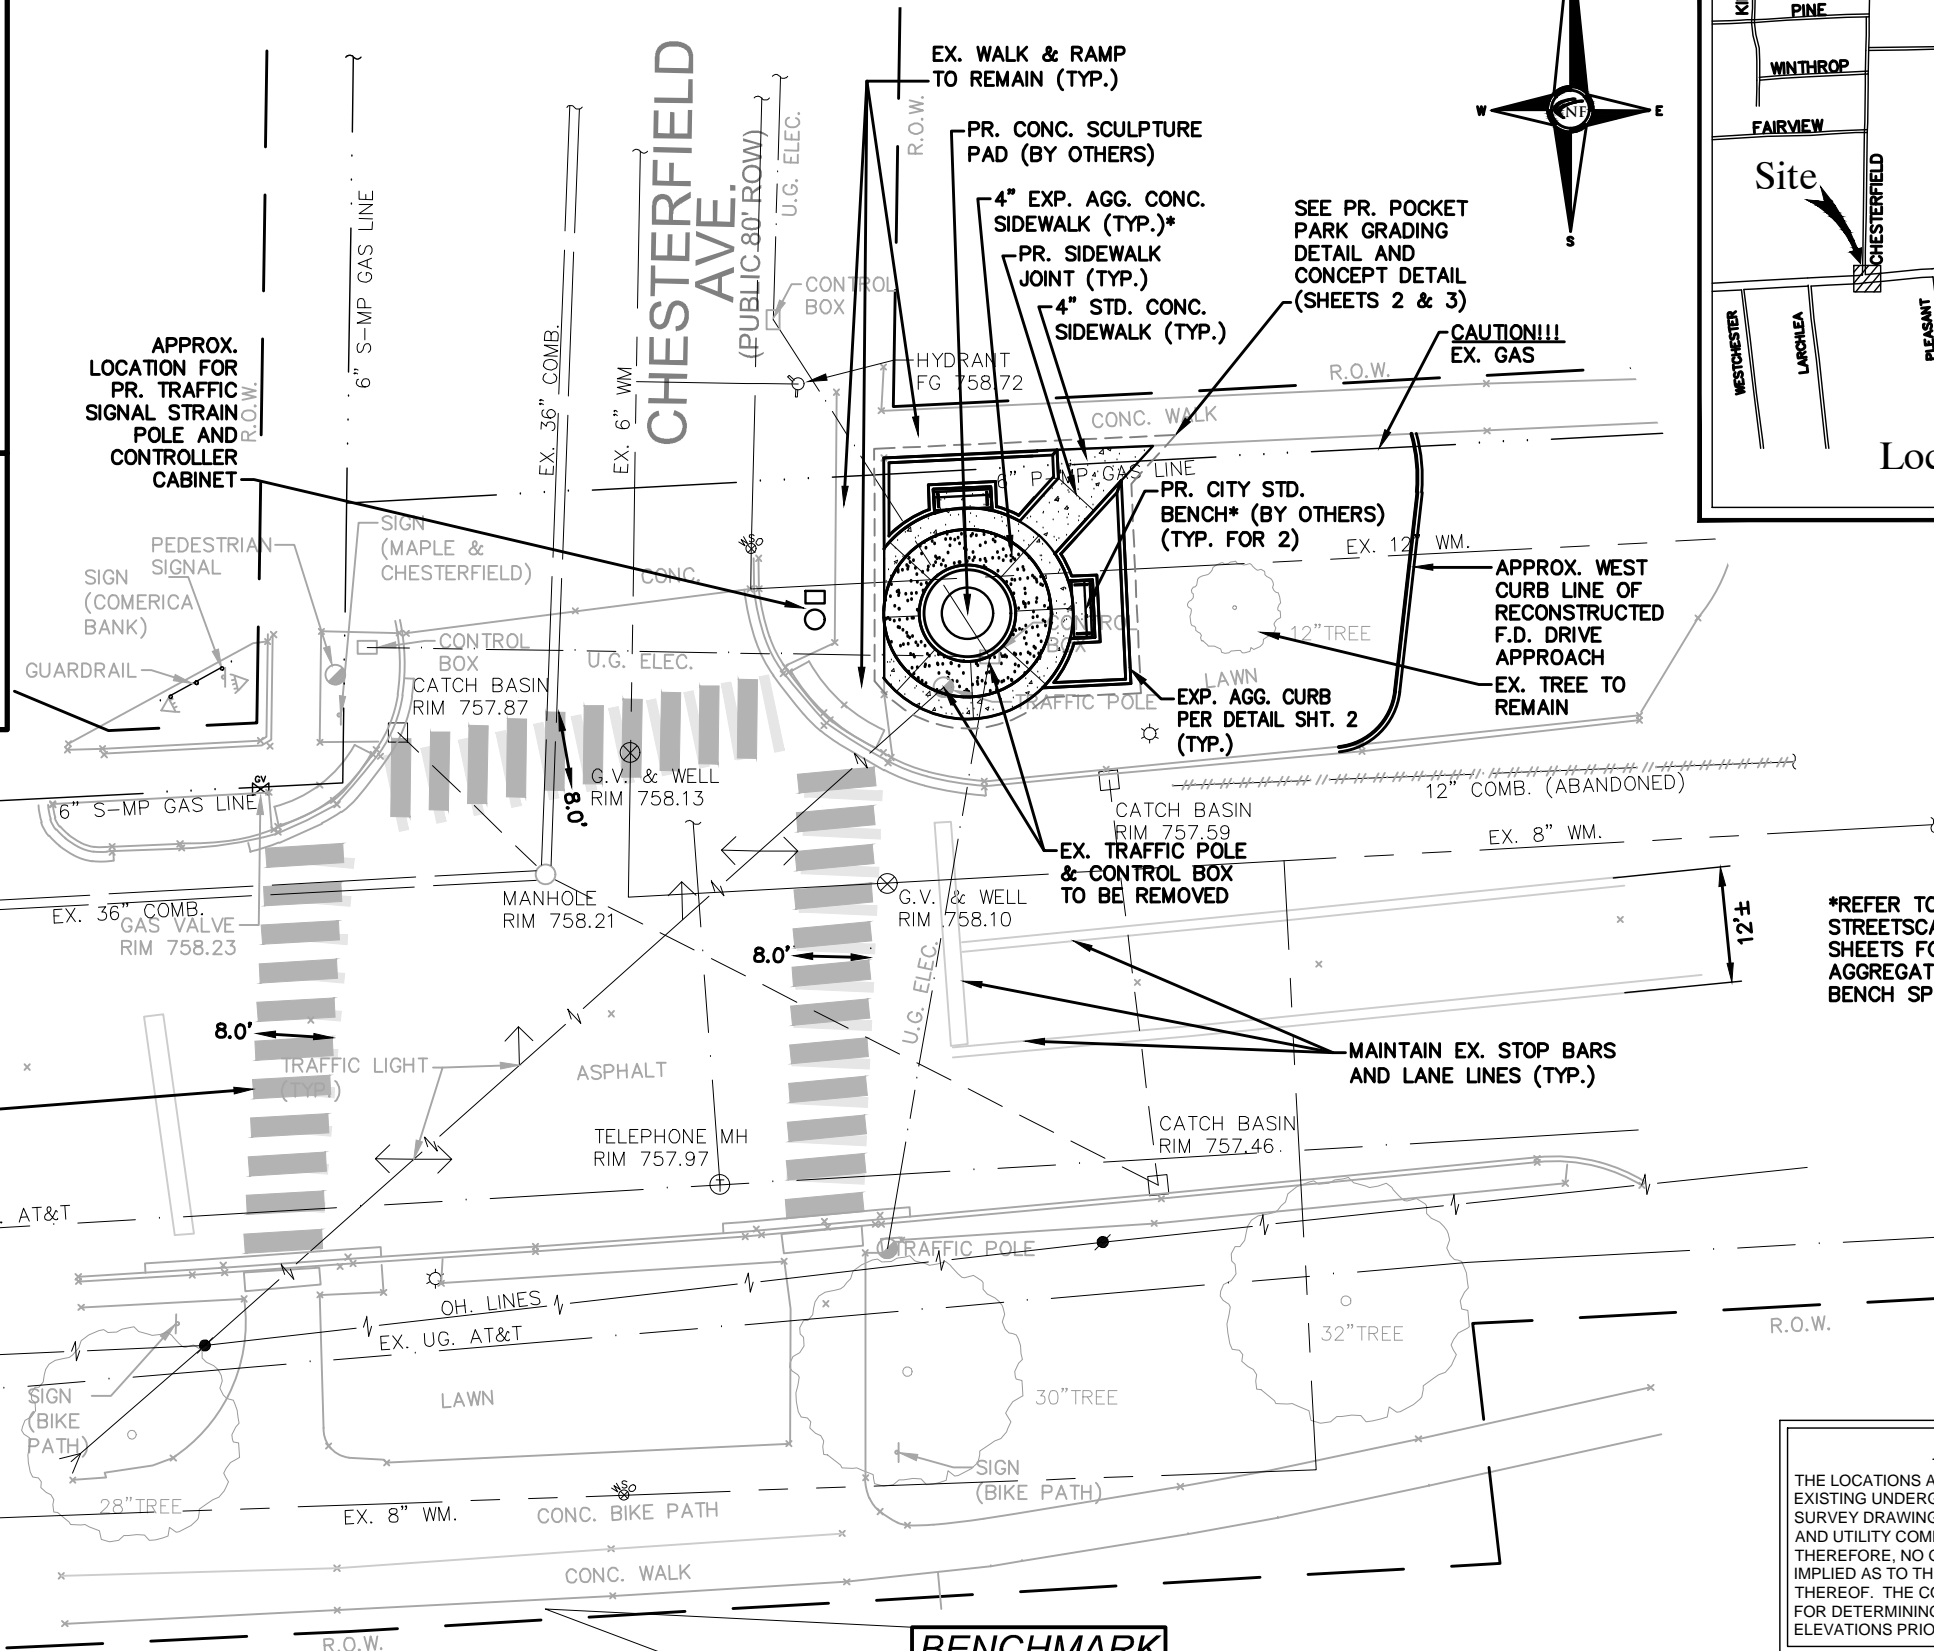 EX. WALK & RAMP
TO REMAIN (TYP.)
PR. CONC. SCULPTURE
PAD (BY OTHERS)
4" EXP. AGG. CONC.
SIDEWALK (TYP.)*
PR. SIDEWALK
JOINT (TYP.)
4" STD. CONC.
SIDEWALK (TYP.)
SEE PR. POCKET
PARK GRADING
DETAIL AND
CONCEPT DETAIL
(SHEETS 2 & 3)
CAUTION!!!
EX. GAS
W
E
S
NF
PINE
WINTHROP
FAIRVIEW
Site
CHESTERFIELD
WESTCHESTER
LARCHLEA
PLEASANT
CHESTERFIELD
AVE.
(PUBLIC 80' ROW)
U.G. ELEC.
R.O.W.
6" S-MP GAS LINE
EX. 36" COMB.
EX. 6" WM
CONTROL
BOX
HYDRANT
FG 758.72
R.O.W.
CONC. WALK
APPROX.
LOCATION FOR
PR. TRAFFIC
SIGNAL STRAIN
POLE AND
CONTROLLER
CABINET
R.O.W.
SIGN
(MAPLE &
CHESTERFIELD)
PEDESTRIAN
SIGNAL
SIGN
(COMERICA
BANK)
GUARDRAIL
CONTROL
BOX
CONC.
WSO
U.G. ELEC.
CATCH BASIN
RIM 757.87
6" P-MP GAS LINE
PR. CITY STD.
BENCH* (BY OTHERS)
(TYP. FOR 2)
EX. 12" WM.
APPROX. WEST
CURB LINE OF
RECONSTRUCTED
F.D. DRIVE
APPROACH
EX. TREE TO
REMAIN
12"TREE
LAWN
CONTROL
BOX
TRAFFIC POLE
EXP. AGG. CURB
PER DETAIL SHT. 2
(TYP.)
G.V. & WELL
RIM 758.13
8.0'
GV
6" S-MP GAS LINE
12" COMB. (ABANDONED)
CATCH BASIN
RIM 757.59
EX. 8" WM.
EX. TRAFFIC POLE
& CONTROL BOX
TO BE REMOVED
MANHOLE
RIM 758.21
G.V. & WELL
RIM 758.10
EX. 36" COMB.
GAS VALVE
RIM 758.23
12'±
8.0'
U.G. ELEC.
8.0'
TRAFFIC LIGHT
(TYP.)
ASPHALT
MAINTAIN EX. STOP BARS
AND LANE LINES (TYP.)
*REFER TO
SHEETS
BENCH
TELEPHONE MH
RIM 757.97
T
CATCH BASIN
RIM 757.46
AT&T
TRAFFIC POLE
OH. LINES
EX. UG. AT&T
32"TREE
R.O.W.
SIGN
(BIKE
PATH)
LAWN
30"TREE
28"TREE
SIGN
(BIKE PATH)
WSO
EX. 8" WM.
CONC. BIKE PATH
CONC. WALK
R.O.W.
BENCHMARK
THE LOCATIONS
EXISTING
SURVEY
AND UTILITY
THEREFORE, NO
IMPLIED AS TO
THEREOF. THE
FOR DETERMINING
ELEVATIONS